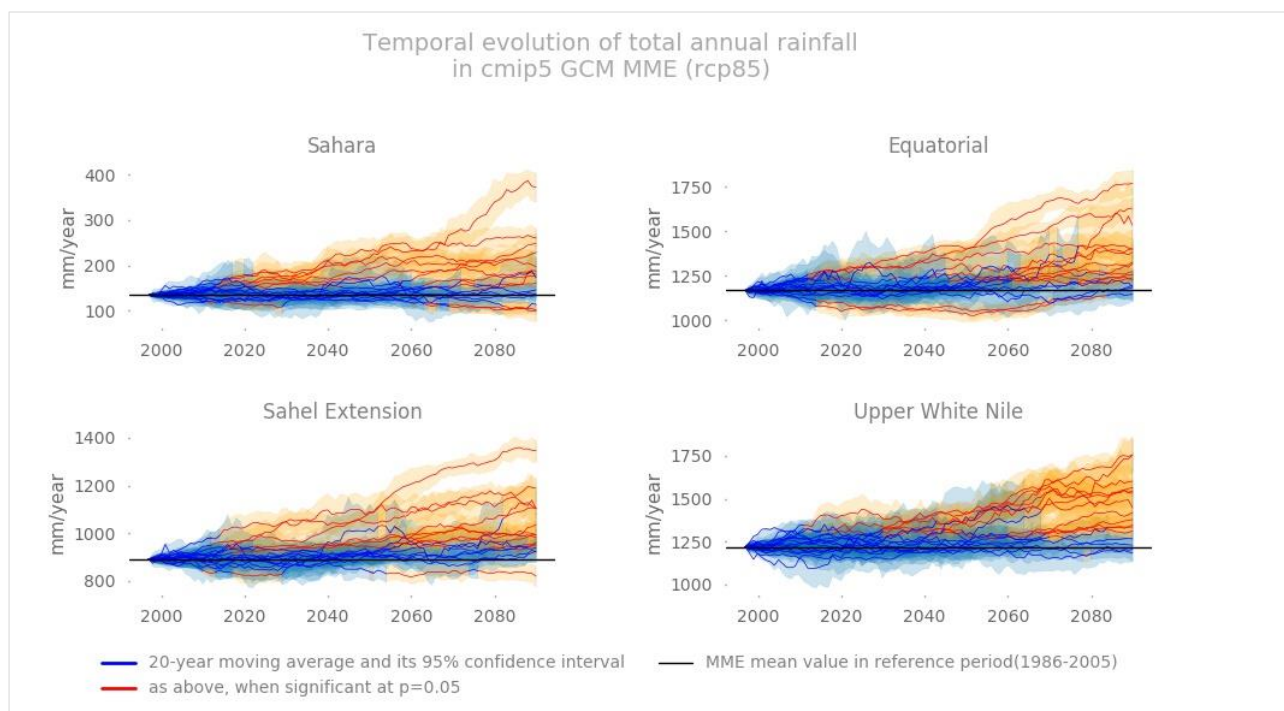 Temporal evolution of total annual rainfall
in cmip5 GCM MME (rcp85)
Sahara
400
300
200
100
mm/year
2000 2020 2040 2060 2080
Equatorial
1750
1500
1250
1000
mm/year
2000 2020 2040 2060 2080
Sahel Extension
1400
1200
1000
800
mm/year
2000 2020 2040 2060 2080
Upper White Nile
1750
1500
1250
1000
mm/year
2000 2020 2040 2060 2080
20-year moving average and its 95% confidence interval
as above, when significant at p=0.05
MME mean value in reference period(1986-2005)